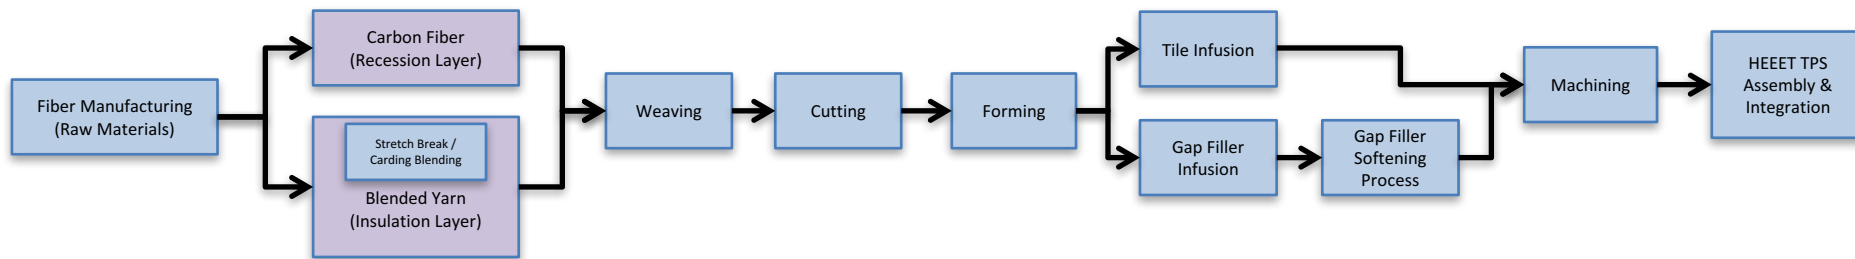 Fiber Manufacturing
(Raw Materials)
Carbon Fiber
(Recession Layer)
Stretch Break /
Carding Blending
Blended Yarn
(Insulation Layer)
Weaving
Cutting
Forming
Tile Infusion
Gap Filler
Infusion
Gap Filler
Softening
Process
Machining
HEEET TPS
Assembly &
Integration